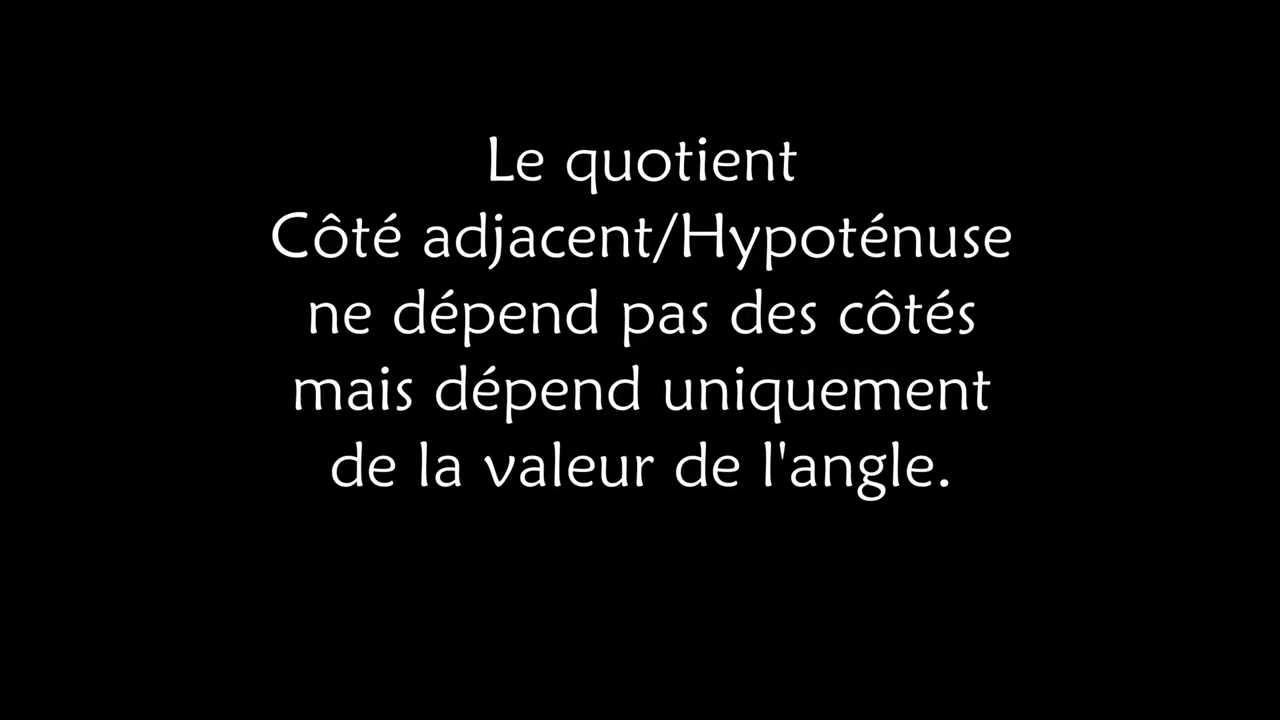 Le quotient
Côté adjacent/Hypoténuse
ne dépend pas des côtés
mais dépend uniquement
de la valeur de l'angle.